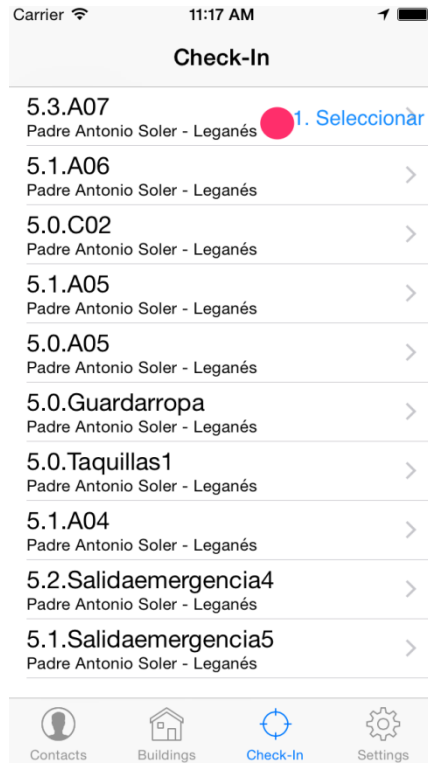 Carrier 11:17 AM
Check-In
5.3.A07
Padre Antonio Soler - Leganés
1. Seleccionar
5.1.A06
Padre Antonio Soler - Leganés
5.0.C02
Padre Antonio Soler - Leganés
5.1.A05
Padre Antonio Soler - Leganés
5.0.A05
Padre Antonio Soler - Leganés
5.0.Guardarropa
Padre Antonio Soler - Leganés
5.0.Taquillas1
Padre Antonio Soler - Leganés
5.1.A04
Padre Antonio Soler - Leganés
5.2.Salidaemergencia4
Padre Antonio Soler - Leganés
5.1.Salidaemergencia5
Padre Antonio Soler - Leganés
Contacts Buildings Check-In Settings